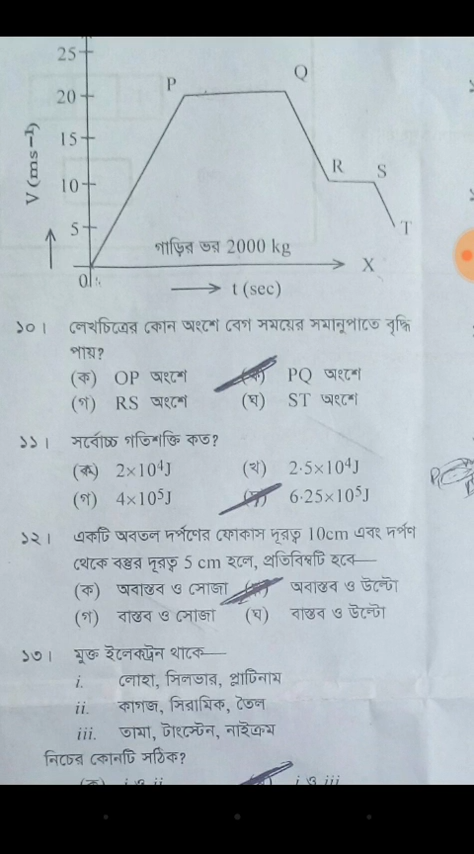 25
20
15
10
5
V (ms–1)
P
Q
R
S
T
গাড়ির ভর 2000 kg
X
0
t (sec)
১০। লেখচিত্রের কোন অংশে বেগ সময়ের সমানুপাতে বৃদ্ধি
পায়?
(ক) OP অংশে PQ অংশে
(গ) RS অংশে (ঘ) ST অংশে
১১। সর্বোচ্চ গতিশক্তি কত?
(ক) 2×10⁴J (খ) 2·5×10⁴J
(গ) 4×10⁵J 6·25×10⁵J
১২। একটি অবতল দর্পণের ফোকাস দূরত্ব 10cm এবং দর্পণ
থেকে বস্তুর দূরত্ব 5 cm হলে, প্রতিবিম্বটি হবে—
(ক) অবাস্তব ও সোজা অবাস্তব ও উল্টো
(গ) বাস্তব ও সোজা (ঘ) বাস্তব ও উল্টো
১৩। মুক্ত ইলেকট্রন থাকে—
i. লোহা, সিলভার, প্লাটিনাম
ii. কাগজ, সিরামিক, তৈল
iii. তামা, টাংস্টেন, নাইক্রম
নিচের কোনটি সঠিক?
(ক) i ও ii i ও iii